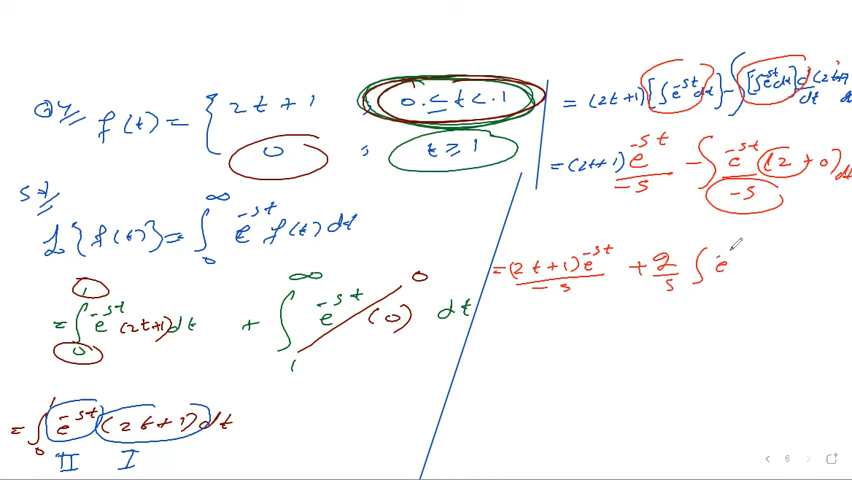 Q4
f(t) = { 2t + 1 , 0 ≤ t < 1
0 , t ≥ 1
Sol
L{f(t)} = ∫₀^∞ e^{-st} f(t) dt
= ∫₀^1 e^{-st} (2t+1) dt + ∫₁^∞ e^{-st} (0) dt 0
= ∫₀^1 e^{-st} (2t+1) dt
II I
= (2t+1) [∫ e^{-st} dt] - ∫ [∫ e^{-st} dt] d/dt (2t+1) dt
= (2t+1) e^{-st}/-s - ∫ e^{-st}/-s (2+0) dt
= (2t+1) e^{-st}/-s + 2/s ∫ e
6